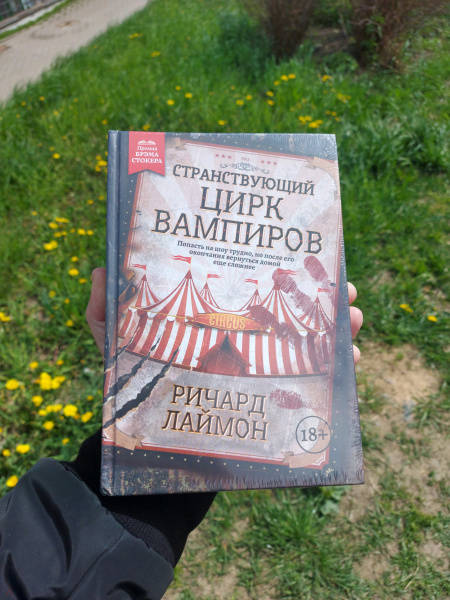 Премия
БРЭМА
СТОКЕРА
СТРАНСТВУЮЩИЙ
ЦИРК
ВАМПИРОВ
Попасть на шоу трудно, но после его
окончания вернуться домой
еще сложнее
CIRCUS
РИЧАРД
ЛАЙМОН
18+